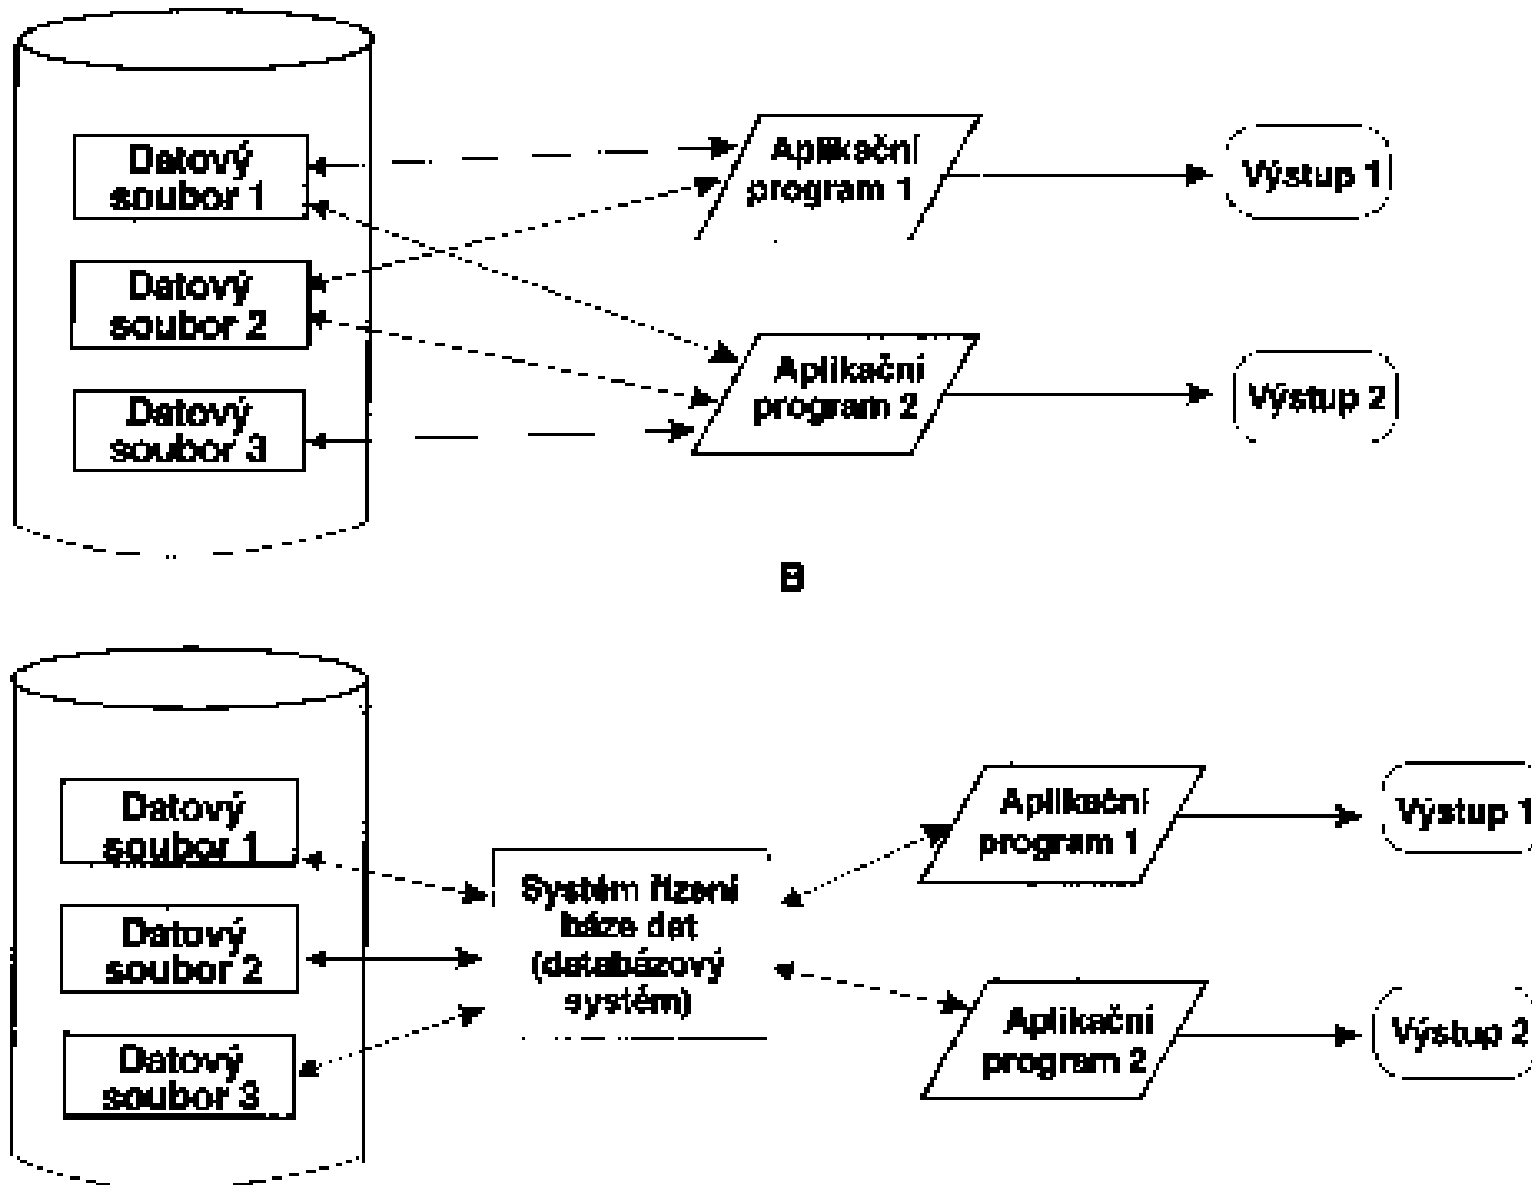 Datový
soubor 1
Datový
soubor 2
Datový
soubor 3
Aplikační
program 1
Aplikační
program 2
Výstup 1
Výstup 2
B
Datový
soubor 1
Datový
soubor 2
Datový
soubor 3
Systém řízení
báze dat
(databázový
systém)
Aplikační
program 1
Aplikační
program 2
Výstup 1
Výstup 2